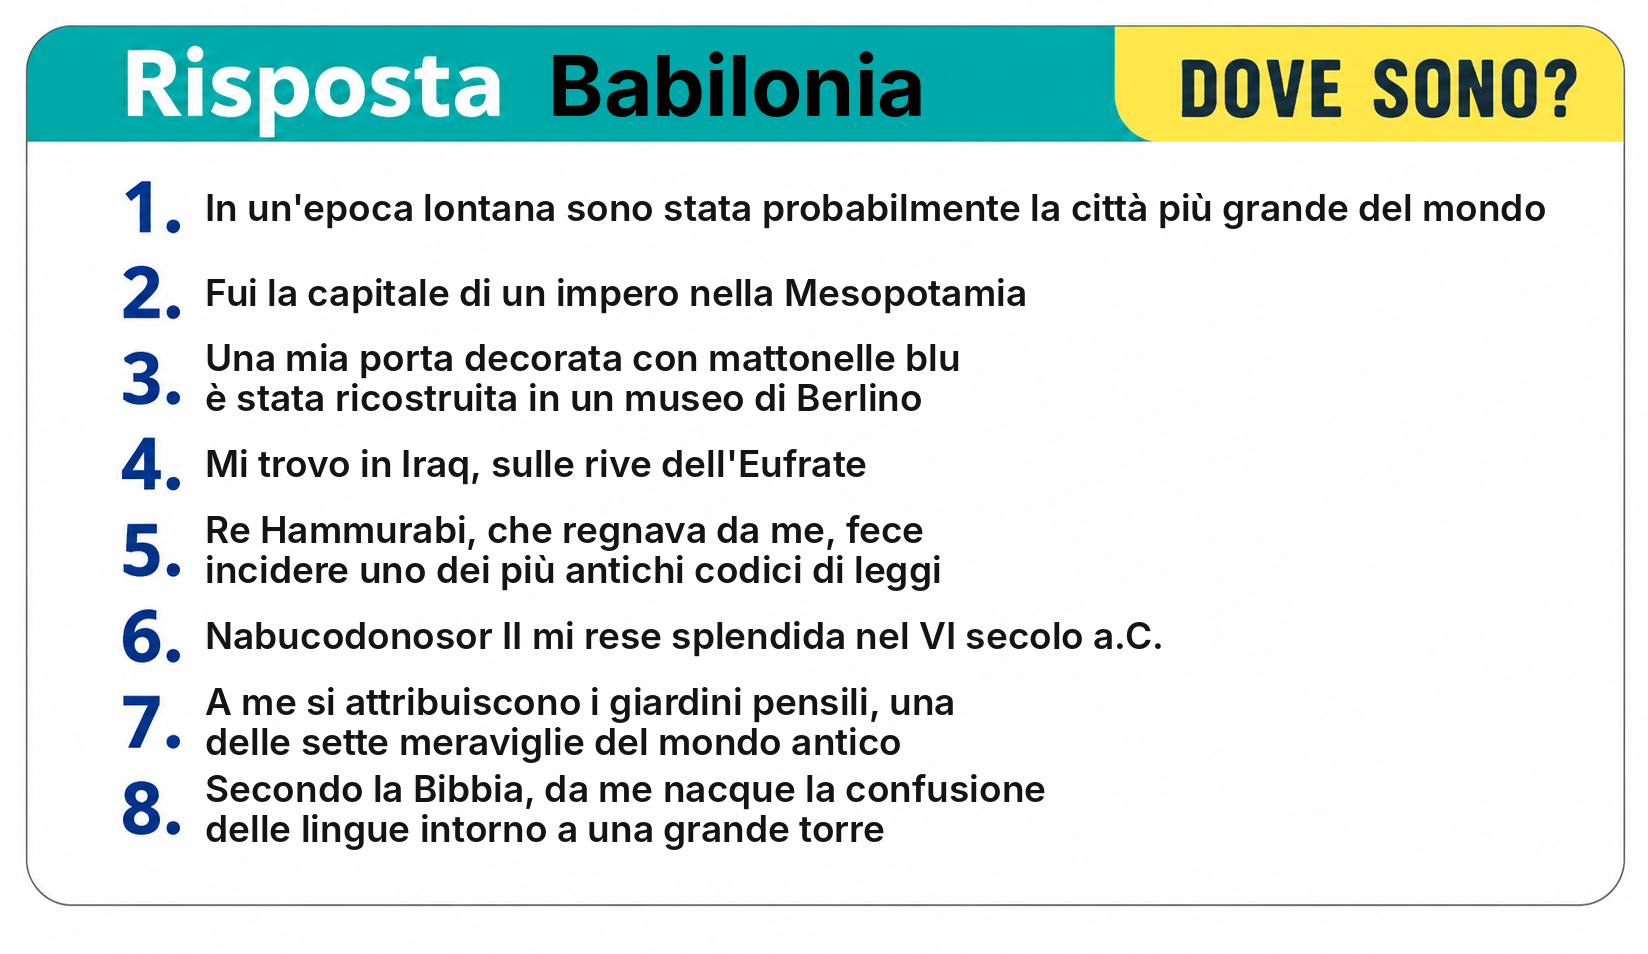 Risposta Babilonia
DOVE SONO?
1. In un'epoca lontana sono stata probabilmente la città più grande del mondo
2. Fui la capitale di un impero nella Mesopotamia
3. Una mia porta decorata con mattonelle blu
è stata ricostruita in un museo di Berlino
4. Mi trovo in Iraq, sulle rive dell'Eufrate
5. Re Hammurabi, che regnava da me, fece
incidere uno dei più antichi codici di leggi
6. Nabucodonosor II mi rese splendida nel VI secolo a.C.
7. A me si attribuiscono i giardini pensili, una
delle sette meraviglie del mondo antico
8. Secondo la Bibbia, da me nacque la confusione
delle lingue intorno a una grande torre